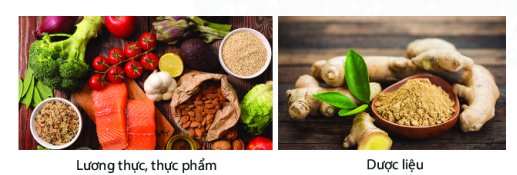 Lương thực, thực phẩm
Dược liệu